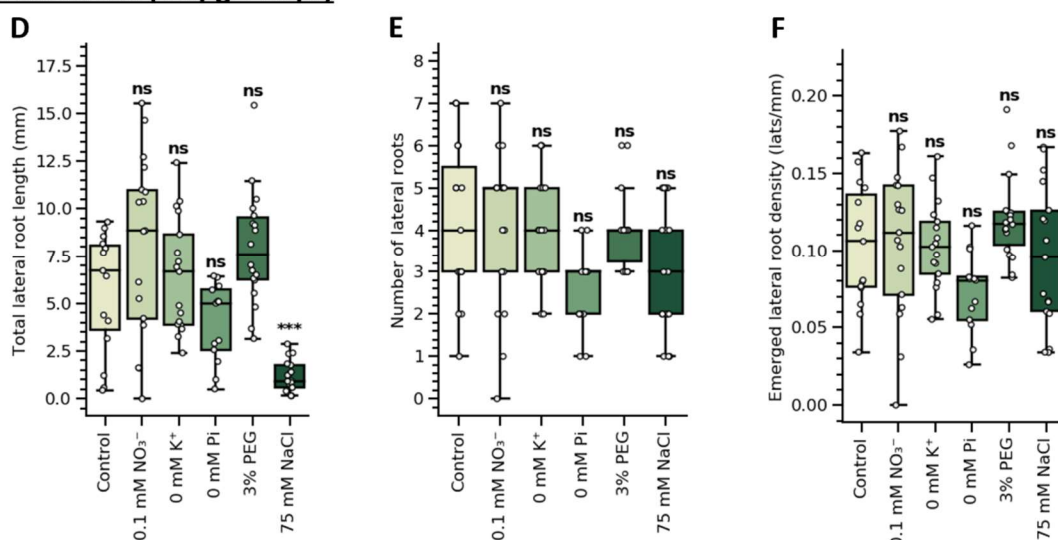 D
Total lateral root length (mm)
17.5
15.0
12.5
10.0
7.5
5.0
2.5
0.0
ns
ns
ns
ns
***
Control
0.1 mM NO₃⁻
0 mM K⁺
0 mM Pi
3% PEG
75 mM NaCl
E
Number of lateral roots
8
7
6
5
4
3
2
1
0
ns
ns
ns
ns
ns
Control
0.1 mM NO₃⁻
0 mM K⁺
0 mM Pi
3% PEG
75 mM NaCl
F
Emerged lateral root density (lats/mm)
0.20
0.15
0.10
0.05
0.00
ns
ns
ns
ns
ns
Control
0.1 mM NO₃⁻
0 mM K⁺
0 mM Pi
3% PEG
75 mM NaCl